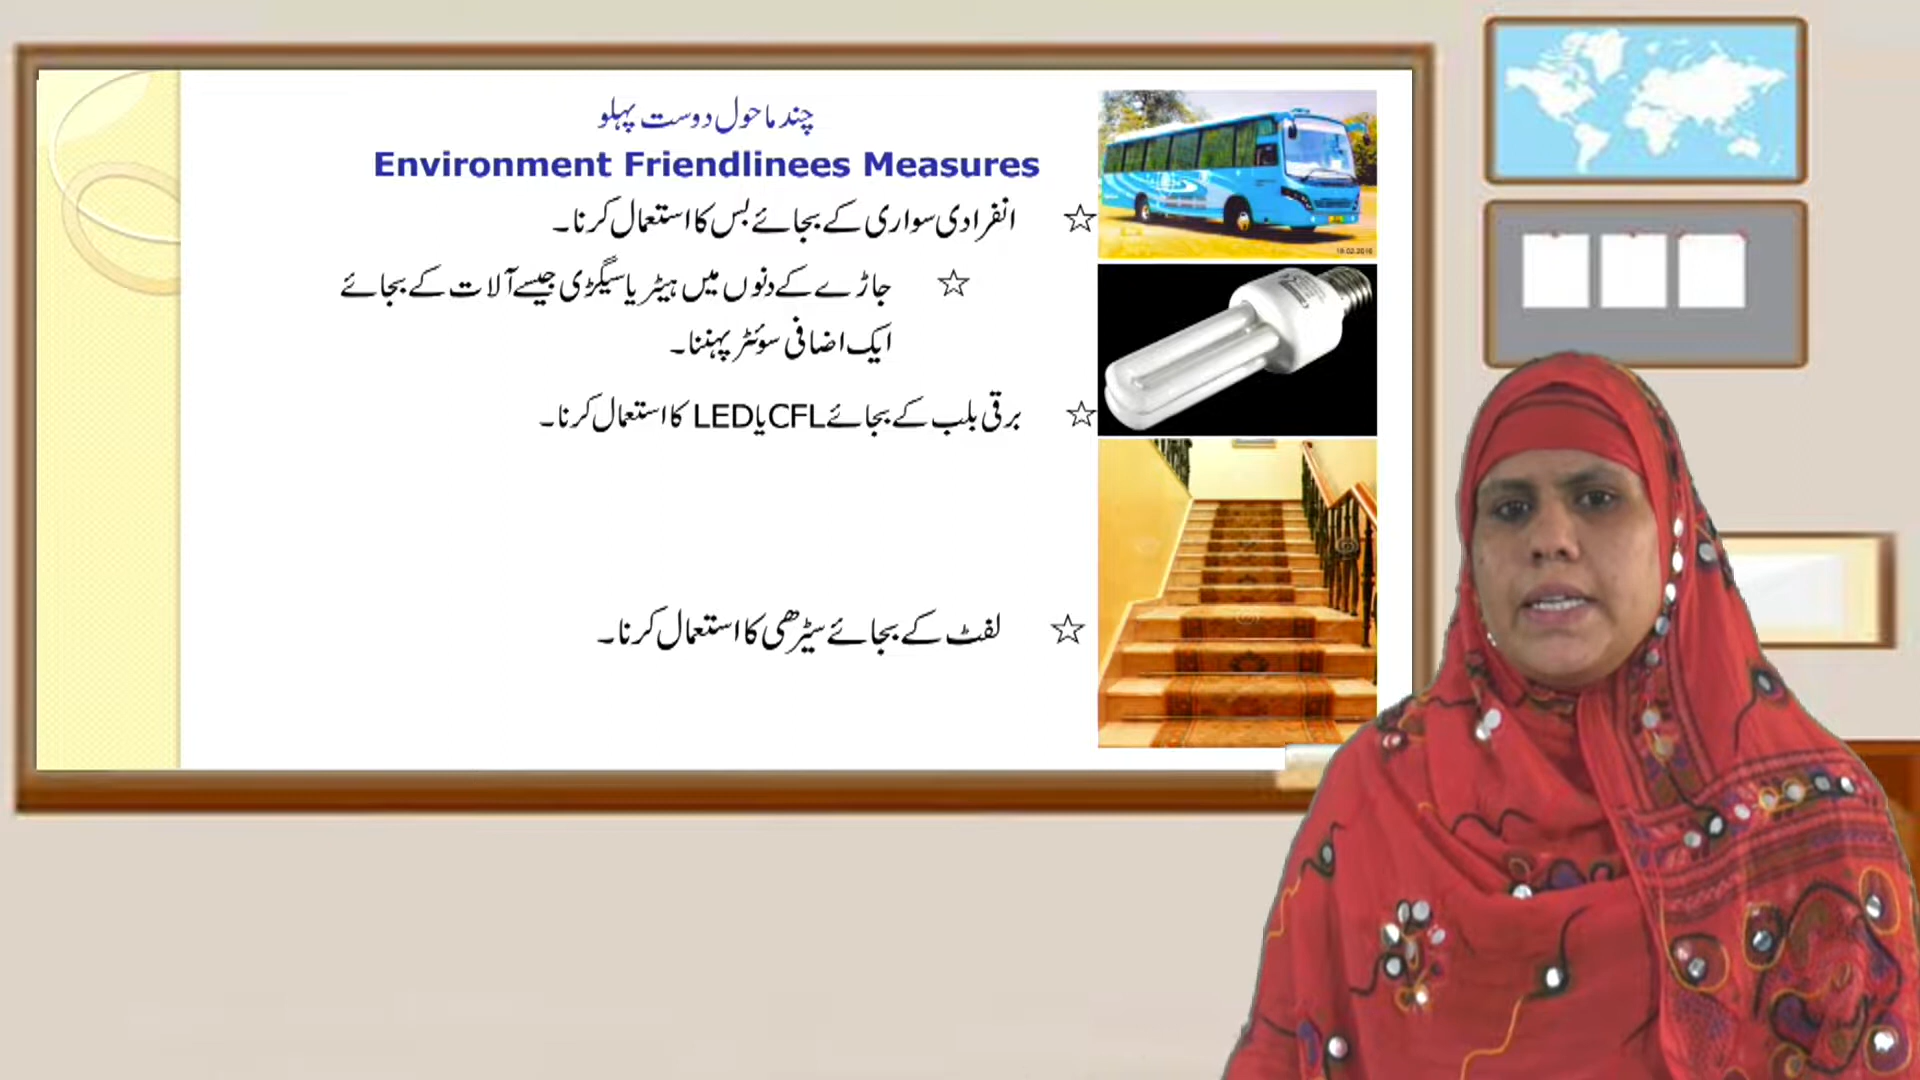 چند ماحول دوست پہلو
Environment Friendlinees Measures
☆ انفرادی سواری کے بجائے بس کا استعمال کرنا۔
☆ جاڑے کے دنوں میں ہیٹر یا سیگڑی جیسے آلات کے بجائے
ایک اضافی سوئٹر پہننا۔
☆ برقی بلب کے بجائے CFL یا LED کا استعمال کرنا۔
☆ لفٹ کے بجائے سیڑھی کا استعمال کرنا۔